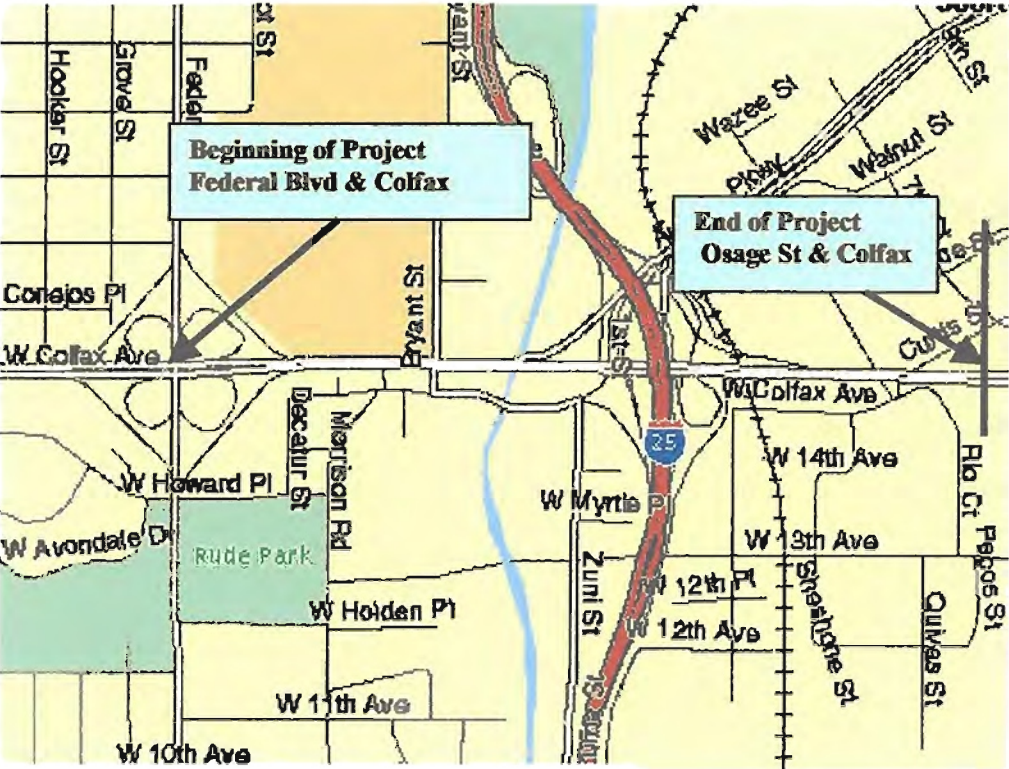 Hooker St
Grove St
Wazee St
Walnut St
Pkwy
Beginning of Project
Federal Blvd & Colfax
End of Project
Osage St & Colfax
Conejos Pl
Bryant St
W Colfax Ave
W Colfax Ave
Decatur St
Morrison Rd
25
W 14th Ave
W Howard Pl
W Myrtle Pl
Rio Ct
W Avondale Dr
Rude Park
W 13th Ave
Zuni St
W 12th Pl
Shoshone St
Pecos St
W Holden Pl
W 12th Ave
Quivas St
W 11th Ave
W 10th Ave